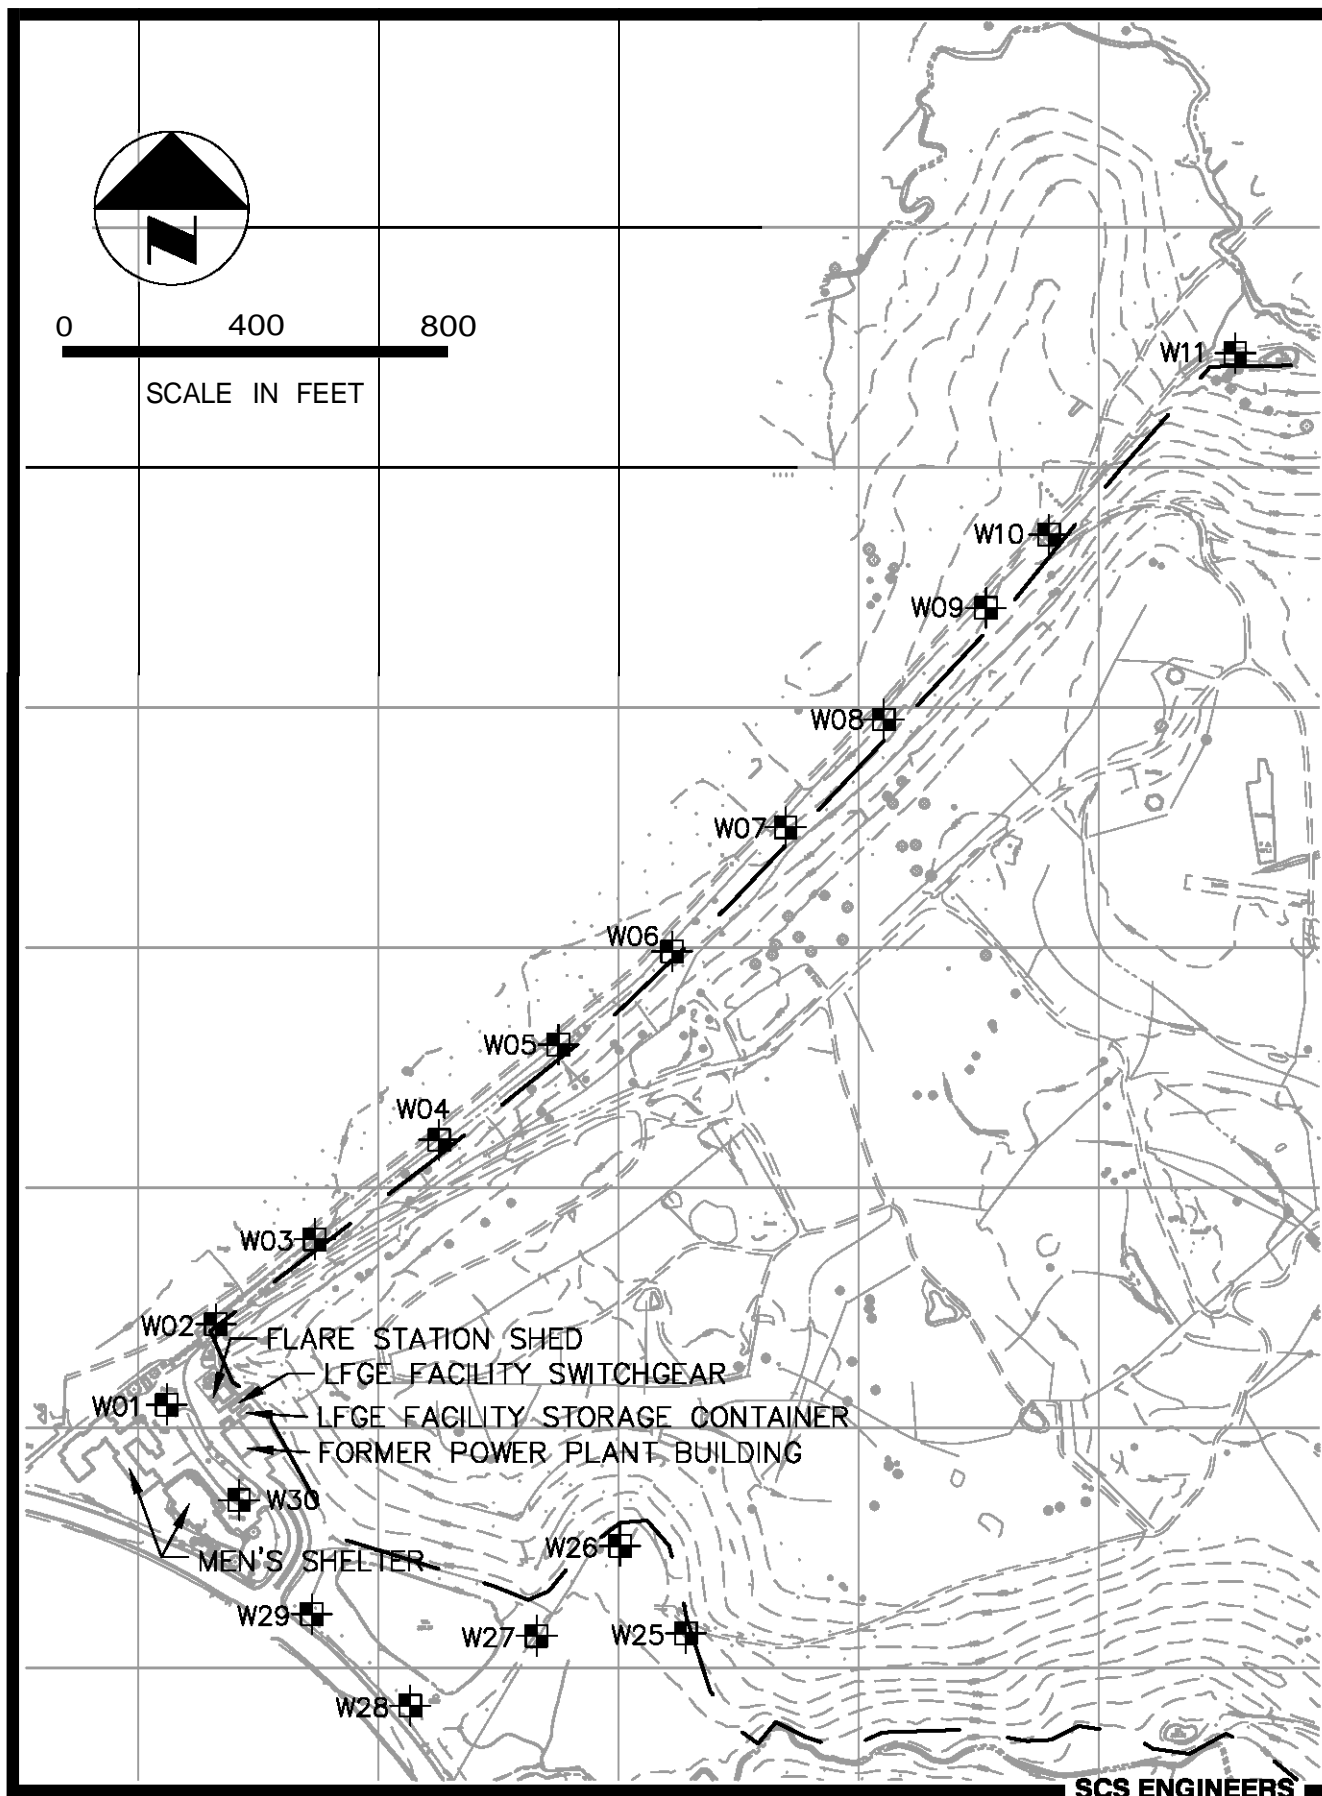 N
0 400 800
SCALE IN FEET
W11
W10
W09
W08
W07
W06
W05
W04
W03
W02
FLARE STATION SHED
LFGE FACILITY SWITCHGEAR
W01
LFGE FACILITY STORAGE CONTAINER
FORMER POWER PLANT BUILDING
W30
W26
MEN'S SHELTER
W29
W27
W25
W28
SCS ENGINEERS